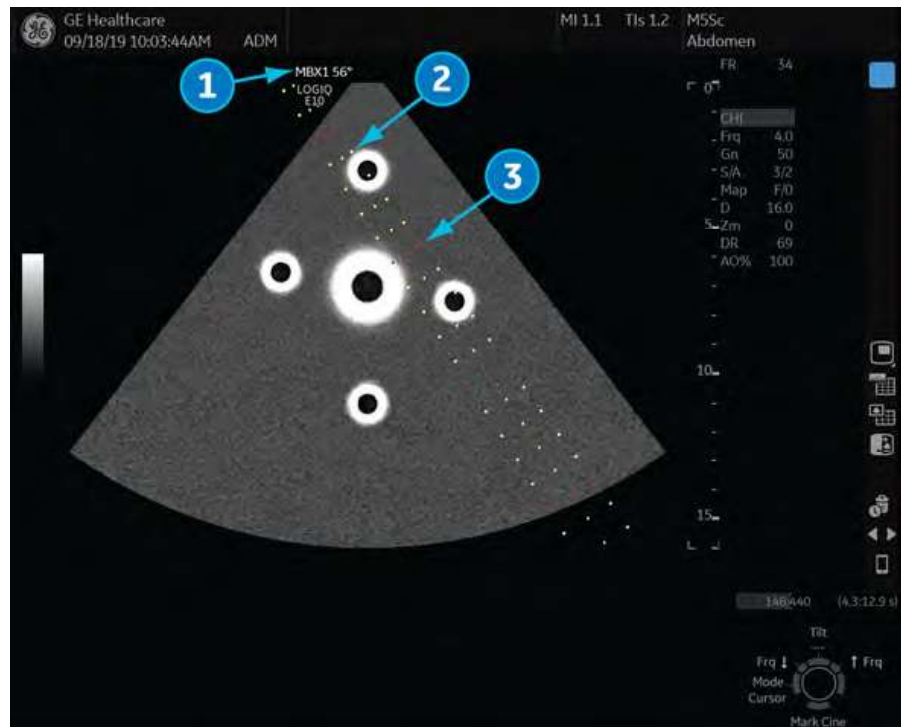 GE Healthcare
09/18/19 10:03:44AM ADM
MI 1.1 TIs 1.2
M5Sc
Abdomen
1
MBX1 56°
LOGIQ
E10
2
3
FR 34
0
CHI
Frq 4.0
Gn 50
S/A 3/2
Map F/0
D 16.0
5 Zm 0
DR 69
AO% 100
10
15
146/440 (4.3:12.9 s)
Tilt
Frq ↓ ↑ Frq
Mode
Cursor
Mark Cine